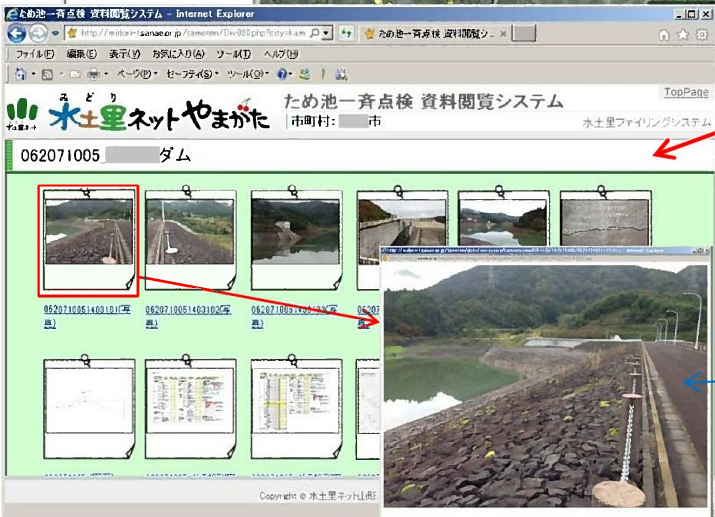 ため池一斉点検 資料閲覧システム - Internet Explorer
ため池一斉点検 資料閲覧シ...
ファイル(F) 編集(E) 表示(V) お気に入り(A) ツール(T) ヘルプ(H)
ページ(P) セーフティ(S) ツール(O)
TopPage
みどり
水土里ネットやまがた
ため池一斉点検 資料閲覧システム
市町村: 市
水土里ファイリングシステム
062071005_ ダム
0620710051403101(写真)
0620710051403102(写真)
Copyright © 水土里ネット山形